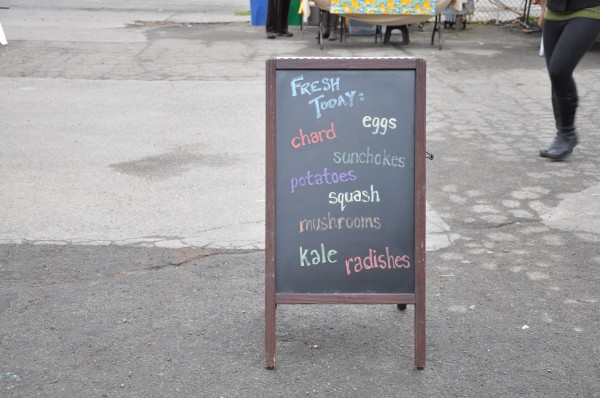 FRESH
TODAY:
eggs
chard
sunchokes
potatoes
squash
mushrooms
kale
radishes